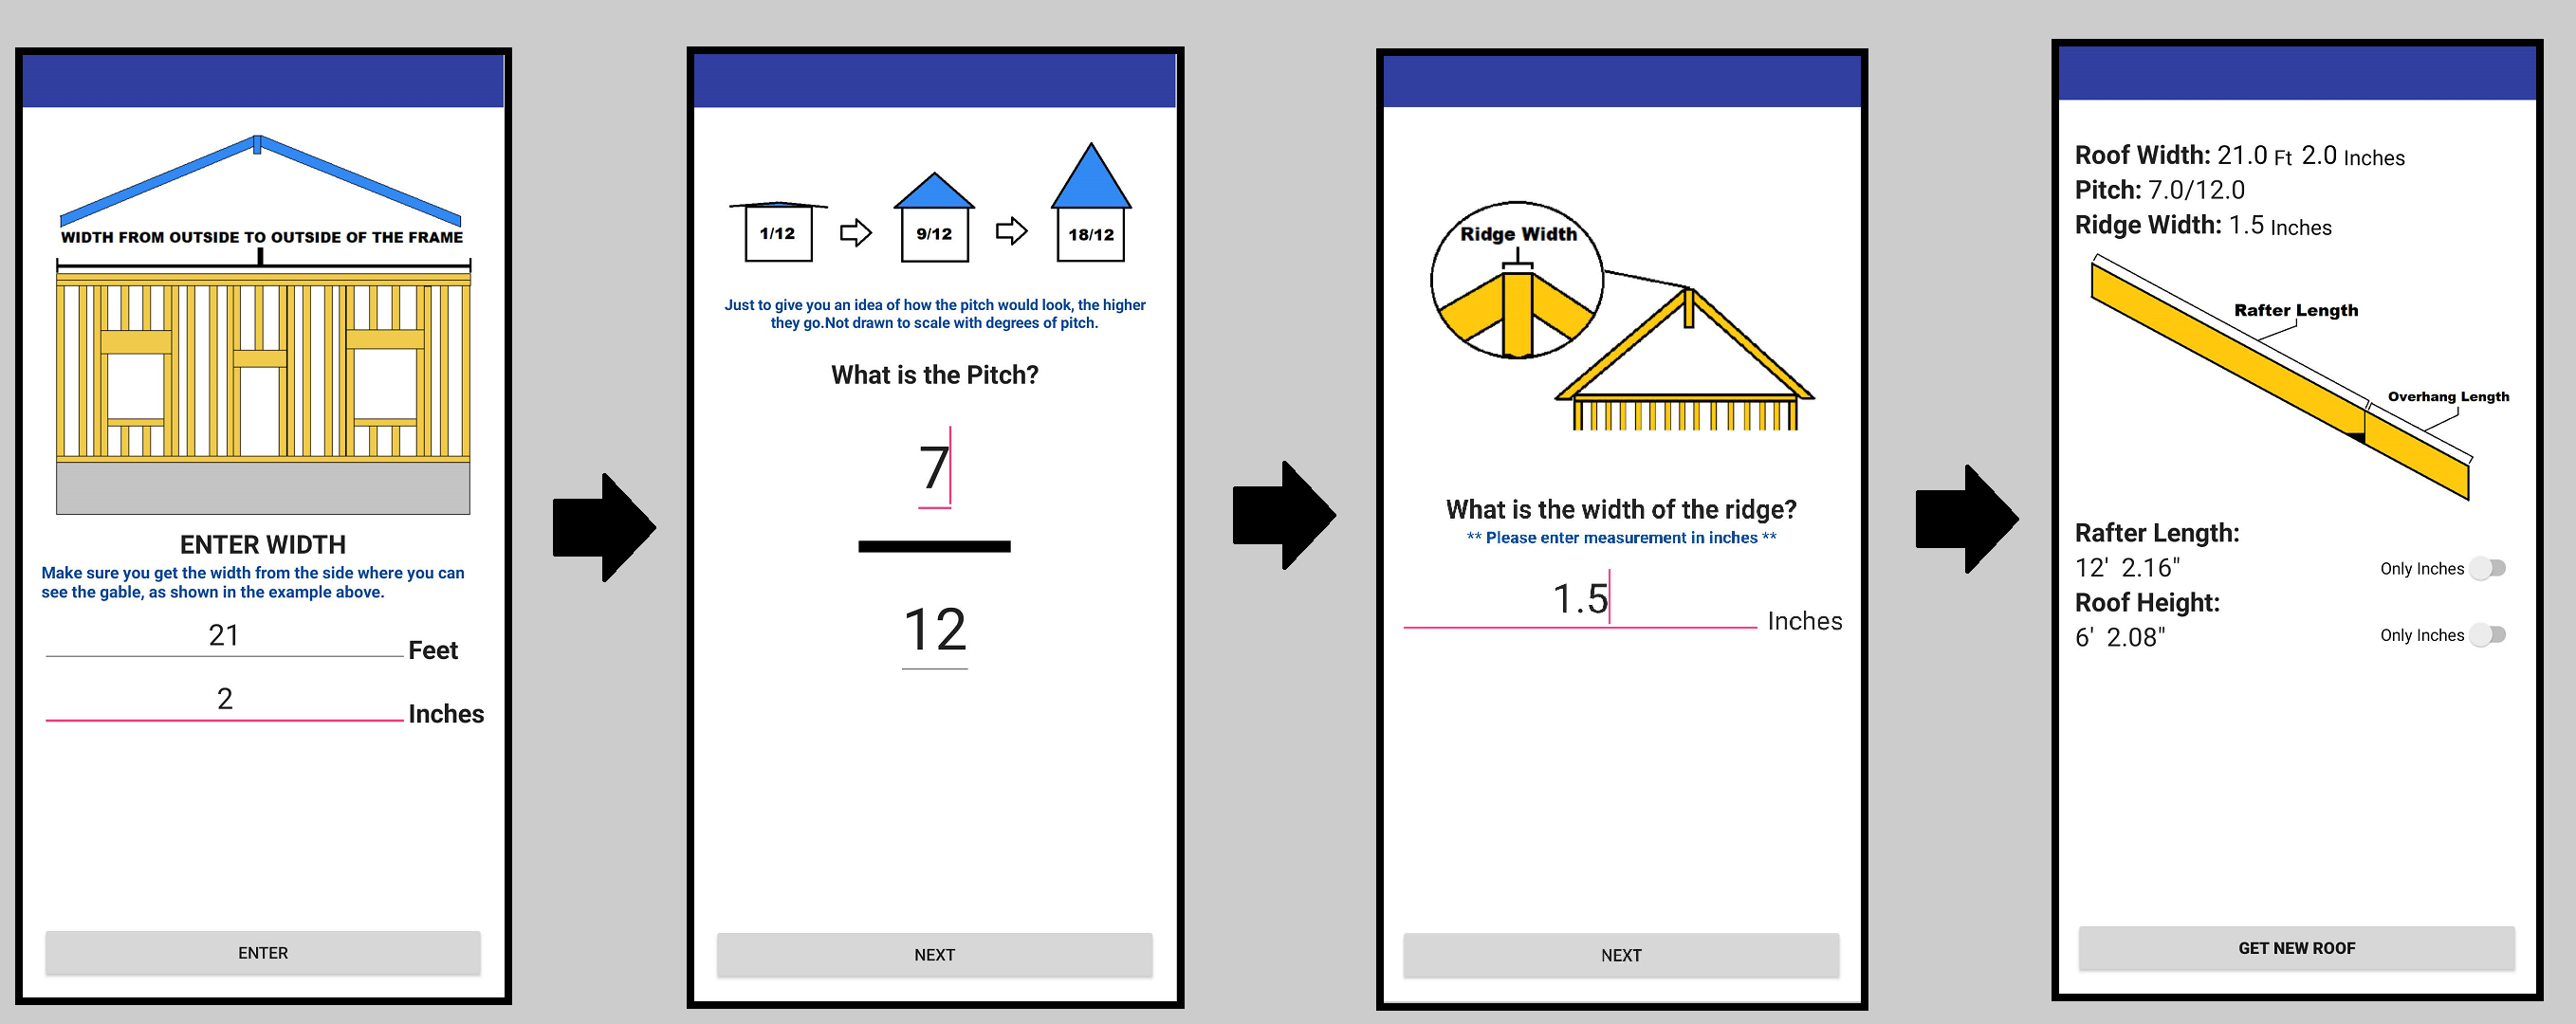 WIDTH FROM OUTSIDE TO OUTSIDE OF THE FRAME
ENTER WIDTH
Make sure you get the width from the side where you can
see the gable, as shown in the example above.
21
Feet
2
Inches
ENTER
1/12
9/12
18/12
Just to give you an idea of how the pitch would look, the higher
they go.Not drawn to scale with degrees of pitch.
What is the Pitch?
7
12
NEXT
Ridge Width
What is the width of the ridge?
** Please enter measurement in inches **
1.5
Inches
NEXT
Roof Width: 21.0 Ft 2.0 Inches
Pitch: 7.0/12.0
Ridge Width: 1.5 Inches
Rafter Length
Overhang Length
Rafter Length:
12' 2.16" Only Inches
Roof Height:
6' 2.08" Only Inches
GET NEW ROOF